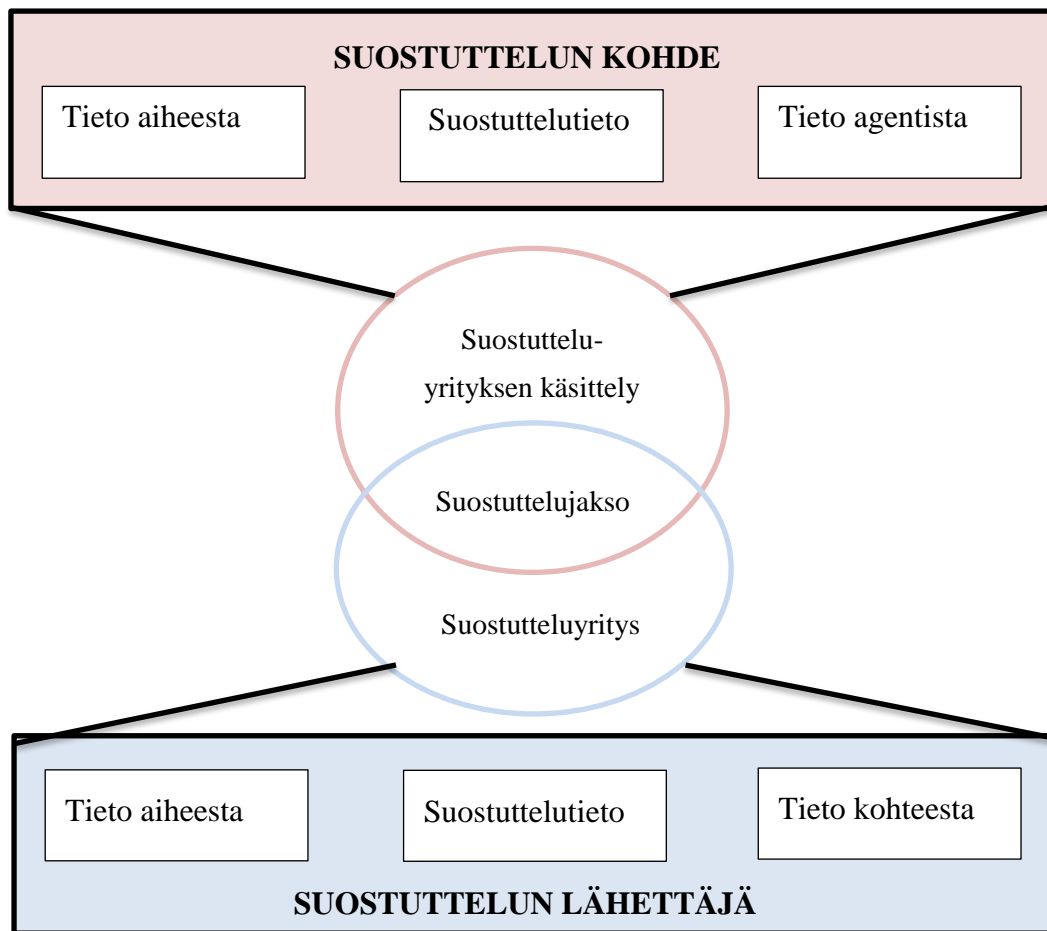 SUOSTUTTELUN KOHDE
Tieto aiheesta
Suostuttelutieto
Tieto agentista
Suostuttelu-
yrityksen käsittely
Suostuttelujakso
Suostutteluyritys
Tieto aiheesta
Suostuttelutieto
Tieto kohteesta
SUOSTUTTELUN LÄHETTÄJÄ